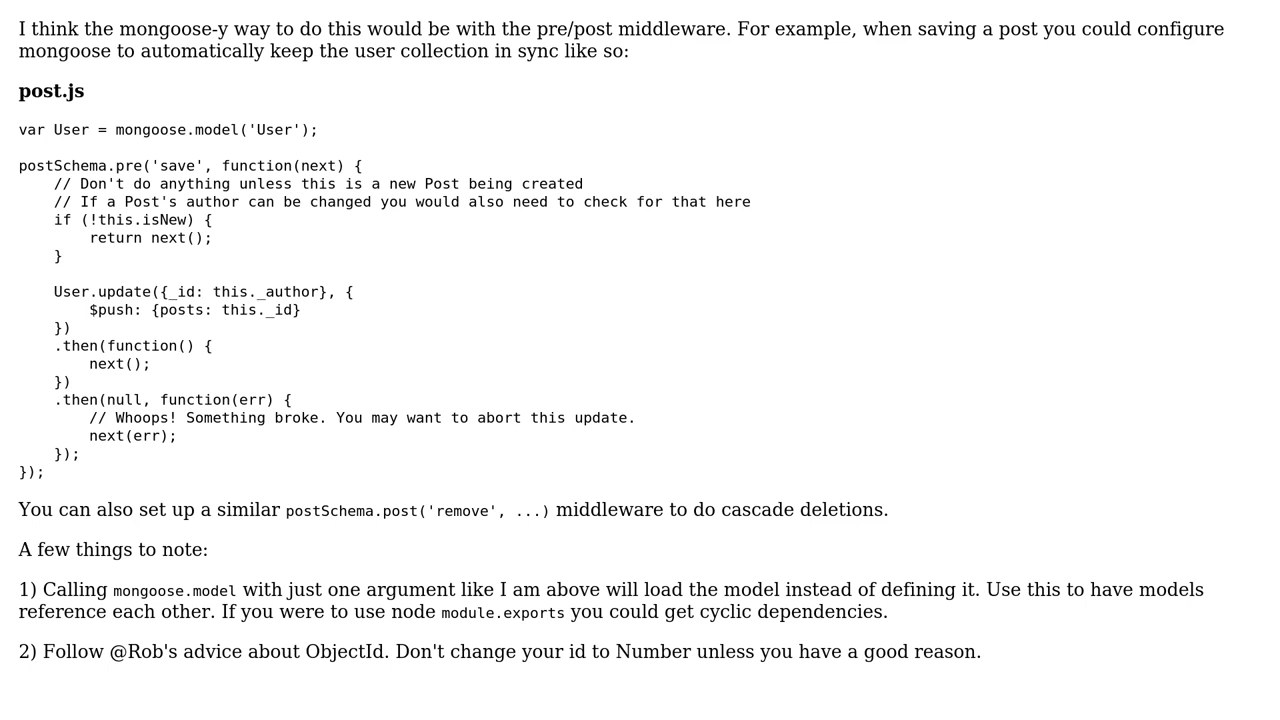 I think the mongoose-y way to do this would be with the pre/post middleware. For example, when saving a post you could configure
mongoose to automatically keep the user collection in sync like so:
post.js
var User = mongoose.model('User');
postSchema.pre('save', function(next) {
    // Don't do anything unless this is a new Post being created
    // If a Post's author can be changed you would also need to check for that here
    if (!this.isNew) {
        return next();
    }
    User.update({_id: this._author}, {
        $push: {posts: this._id}
    })
    .then(function() {
        next();
    })
    .then(null, function(err) {
        // Whoops! Something broke. You may want to abort this update.
        next(err);
    });
});
You can also set up a similar postSchema.post('remove', ...) middleware to do cascade deletions.
A few things to note:
1) Calling mongoose.model with just one argument like I am above will load the model instead of defining it. Use this to have models
reference each other. If you were to use node module.exports you could get cyclic dependencies.
2) Follow @Rob's advice about ObjectId. Don't change your id to Number unless you have a good reason.